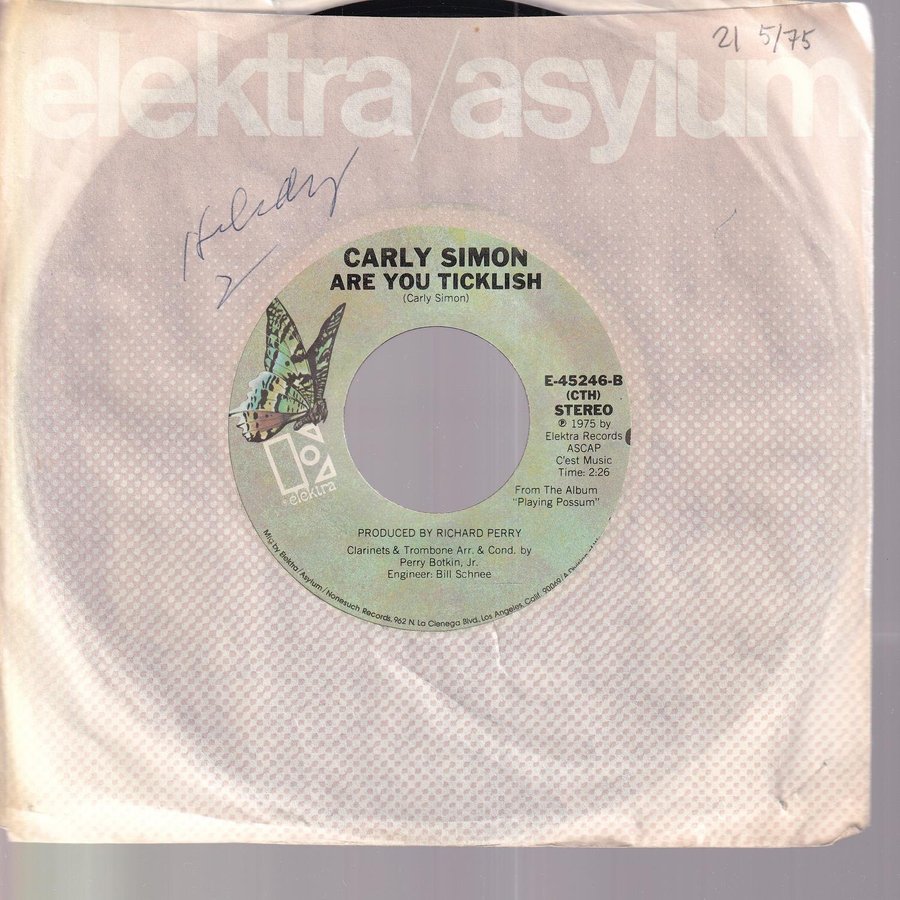 21 5/75
elektra/asylum
CARLY SIMON
ARE YOU TICKLISH
(Carly Simon)
E-45246-B
(CTH)
STEREO
℗ 1975 by
Elektra Records
ASCAP
C'est Music
Time: 2:26
From The Album
"Playing Possum"
elektra
PRODUCED BY RICHARD PERRY
Clarinets & Trombone Arr. & Cond. by
Perry Botkin, Jr.
Engineer: Bill Schnee
Mfg by Elektra/Asylum/Nonesuch Records, 962 N. La Cienega Blvd., Los Angeles, Calif. 90069/A